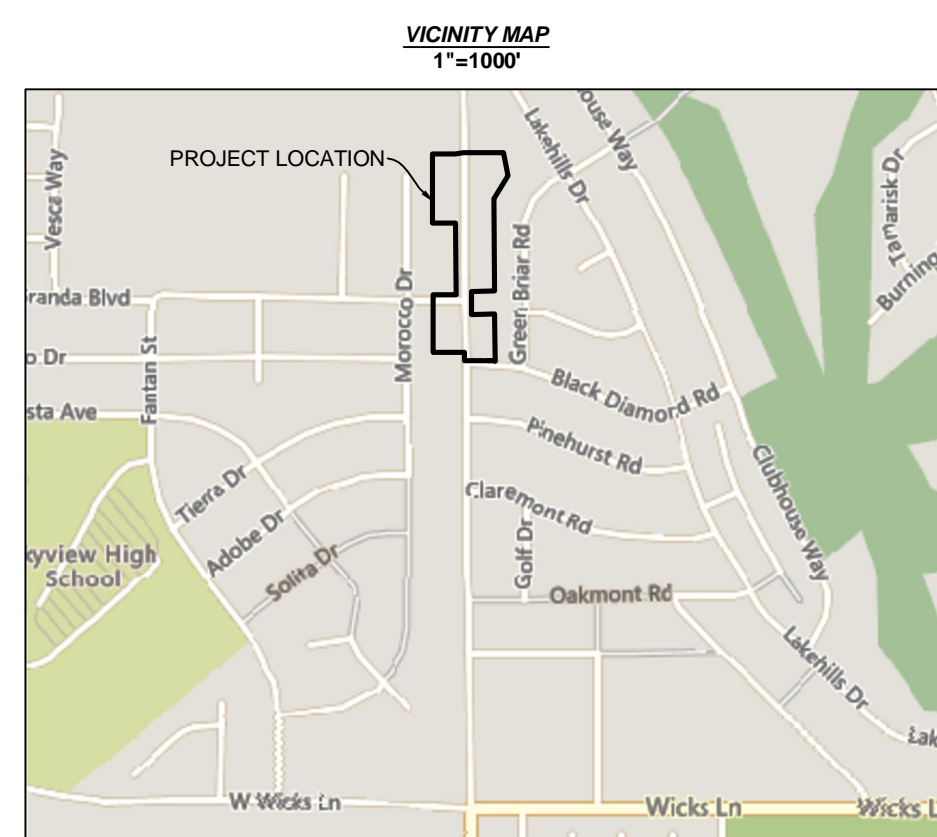 VICINITY MAP
1"=1000'
PROJECT LOCATION
Vesca Way
Lakehills Dr
ouse Way
Tamarisk Dr
Burning
Green Briar Rd
Morocco Dr
randa Blvd
Fantan St
o Dr
Black Diamond Rd
sta Ave
Pinehurst Rd
Clubhouse Way
Tierra Dr
Claremont Rd
Adobe Dr
Golf Dr
kyview High
School
Solita Dr
Oakmont Rd
Lakehills Dr
Lak
W Wicks Ln
Wicks Ln
Wicks L